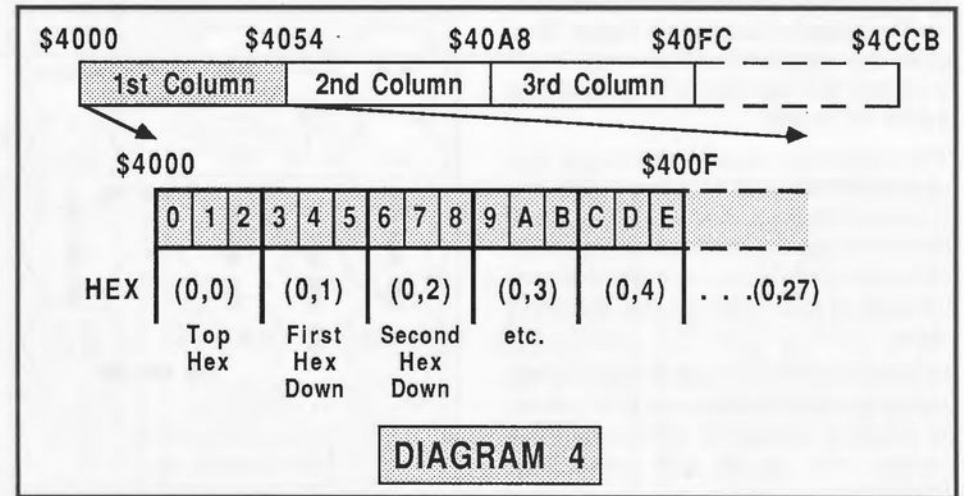 $4000 $4054 $40A8 $40FC $4CCB
1st Column 2nd Column 3rd Column
$4000 $400F
0 1 2 3 4 5 6 7 8 9 A B C D E
HEX (0,0) (0,1) (0,2) (0,3) (0,4) . . .(0,27)
Top First Second etc.
Hex Hex Hex
Down Down
DIAGRAM 4